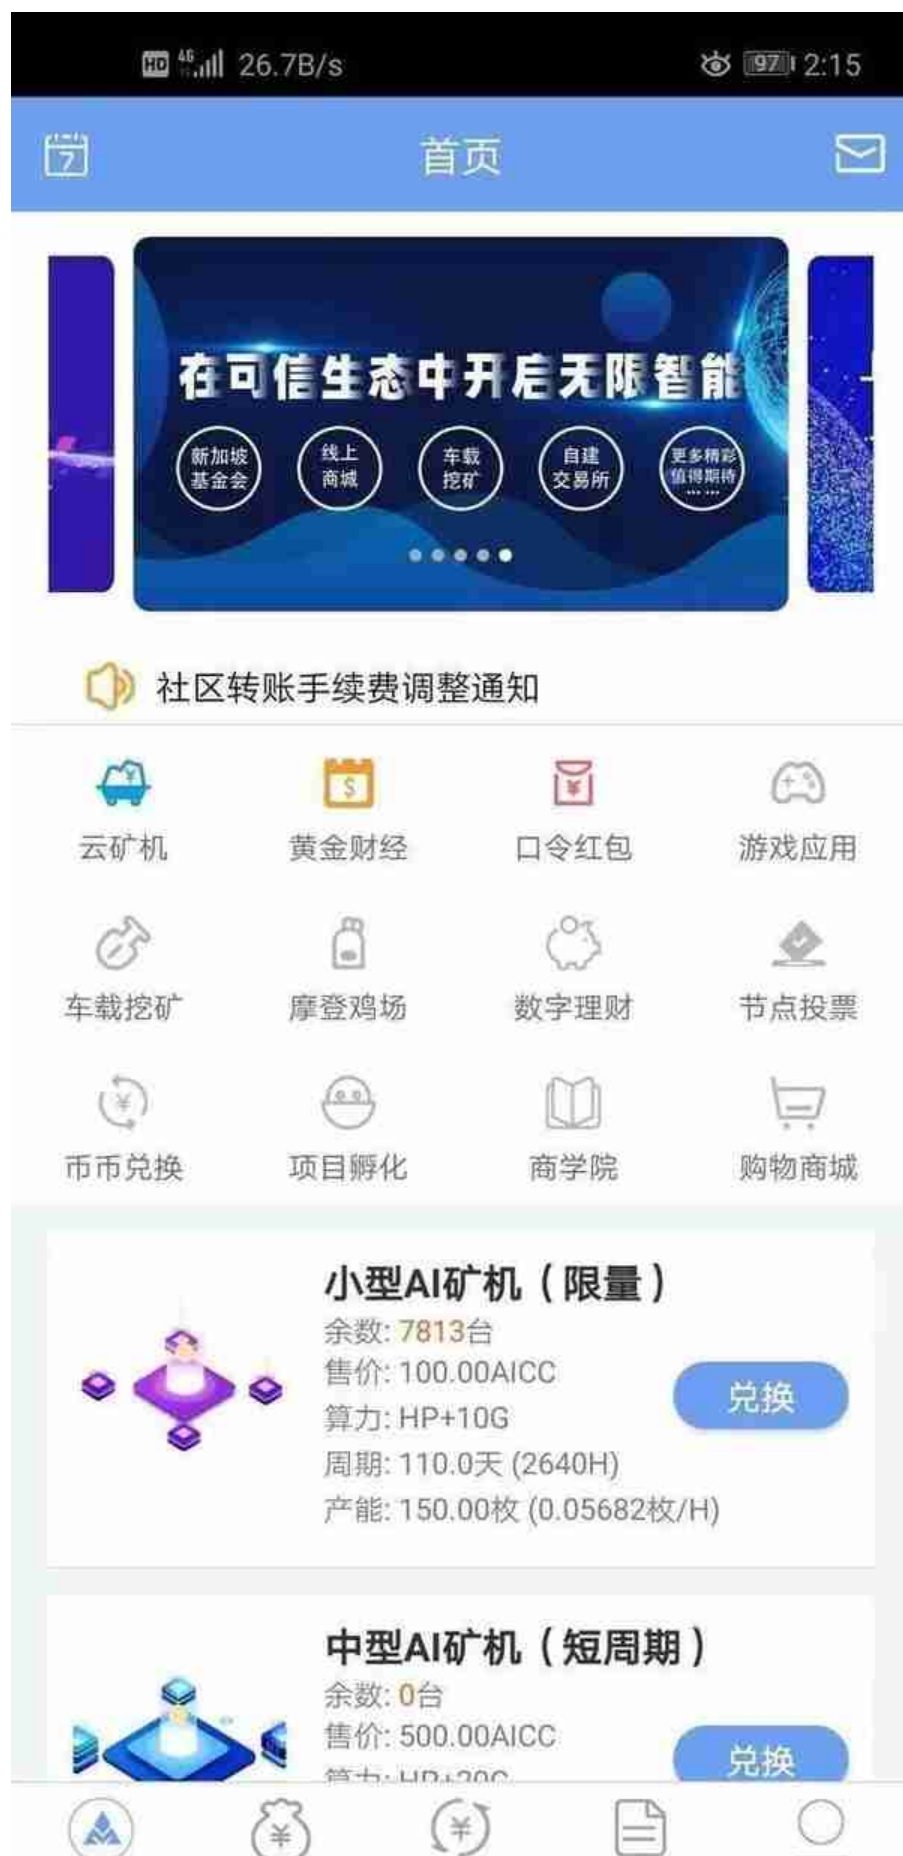 HD 4G 26.7B/s 97 2:15
7 首页
在可信生态中开启无限智能
新加坡 线上 车载 自建 更多精彩
基金会 商城 挖矿 交易所 值得期待
... ...
社区转账手续费调整通知
云矿机 黄金财经 口令红包 游戏应用
车载挖矿 摩登鸡场 数字理财 节点投票
币币兑换 项目孵化 商学院 购物商城
小型AI矿机（限量）
余数: 7813台
售价: 100.00AICC
兑换
算力: HP+10G
周期: 110.0天 (2640H)
产能: 150.00枚 (0.05682枚/H)
中型AI矿机（短周期）
余数: 0台
售价: 500.00AICC
兑换
算力: HP+20G